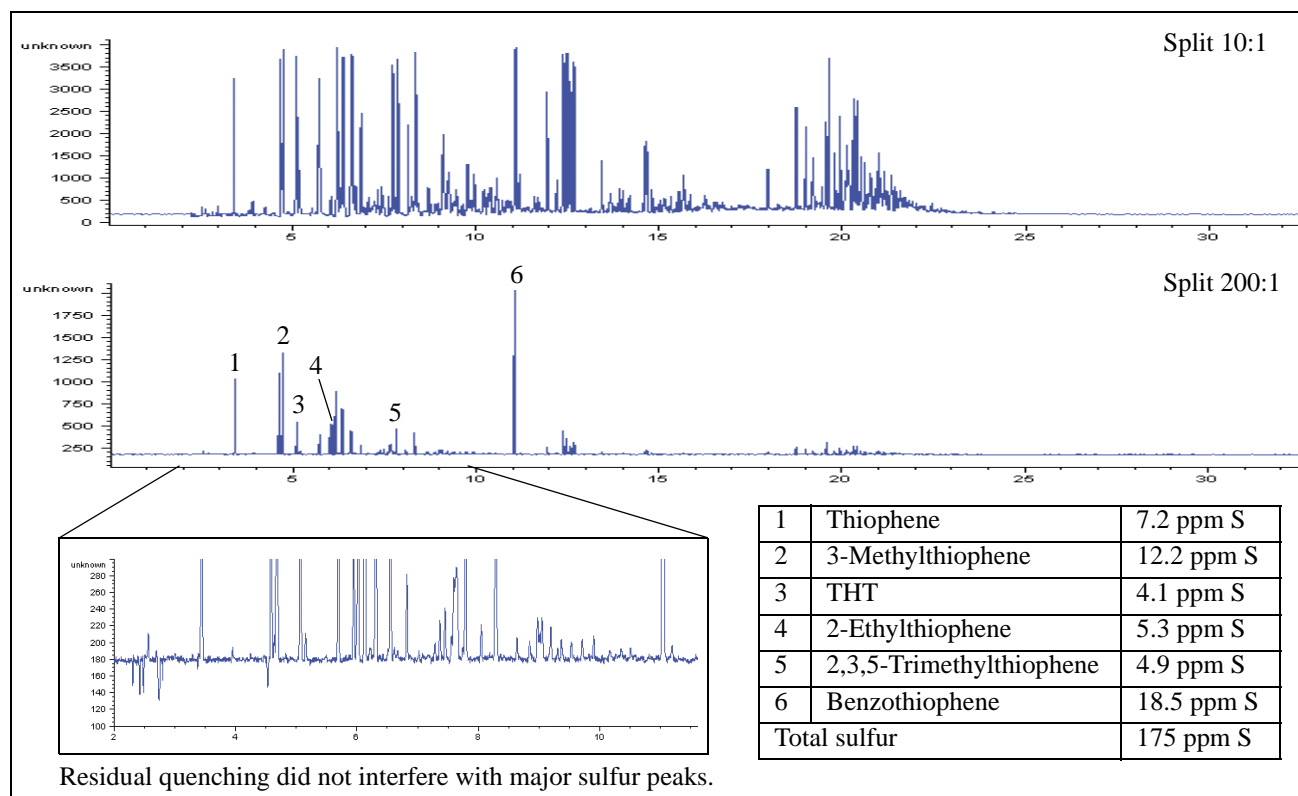 Split 10:1
unknown
3500
3000
2500
2000
1500
1000
500
0
5 10 15 20 25 30
Split 200:1
unknown
1750
1500
1250
1000
750
500
250
1 2 3 4 5 6
5 10 15 20 25 30
unknown
280
260
240
220
200
180
160
140
120
100
2 4 6 8 10
1 Thiophene 7.2 ppm S
2 3-Methylthiophene 12.2 ppm S
3 THT 4.1 ppm S
4 2-Ethylthiophene 5.3 ppm S
5 2,3,5-Trimethylthiophene 4.9 ppm S
6 Benzothiophene 18.5 ppm S
Total sulfur 175 ppm S
Residual quenching did not interfere with major sulfur peaks.